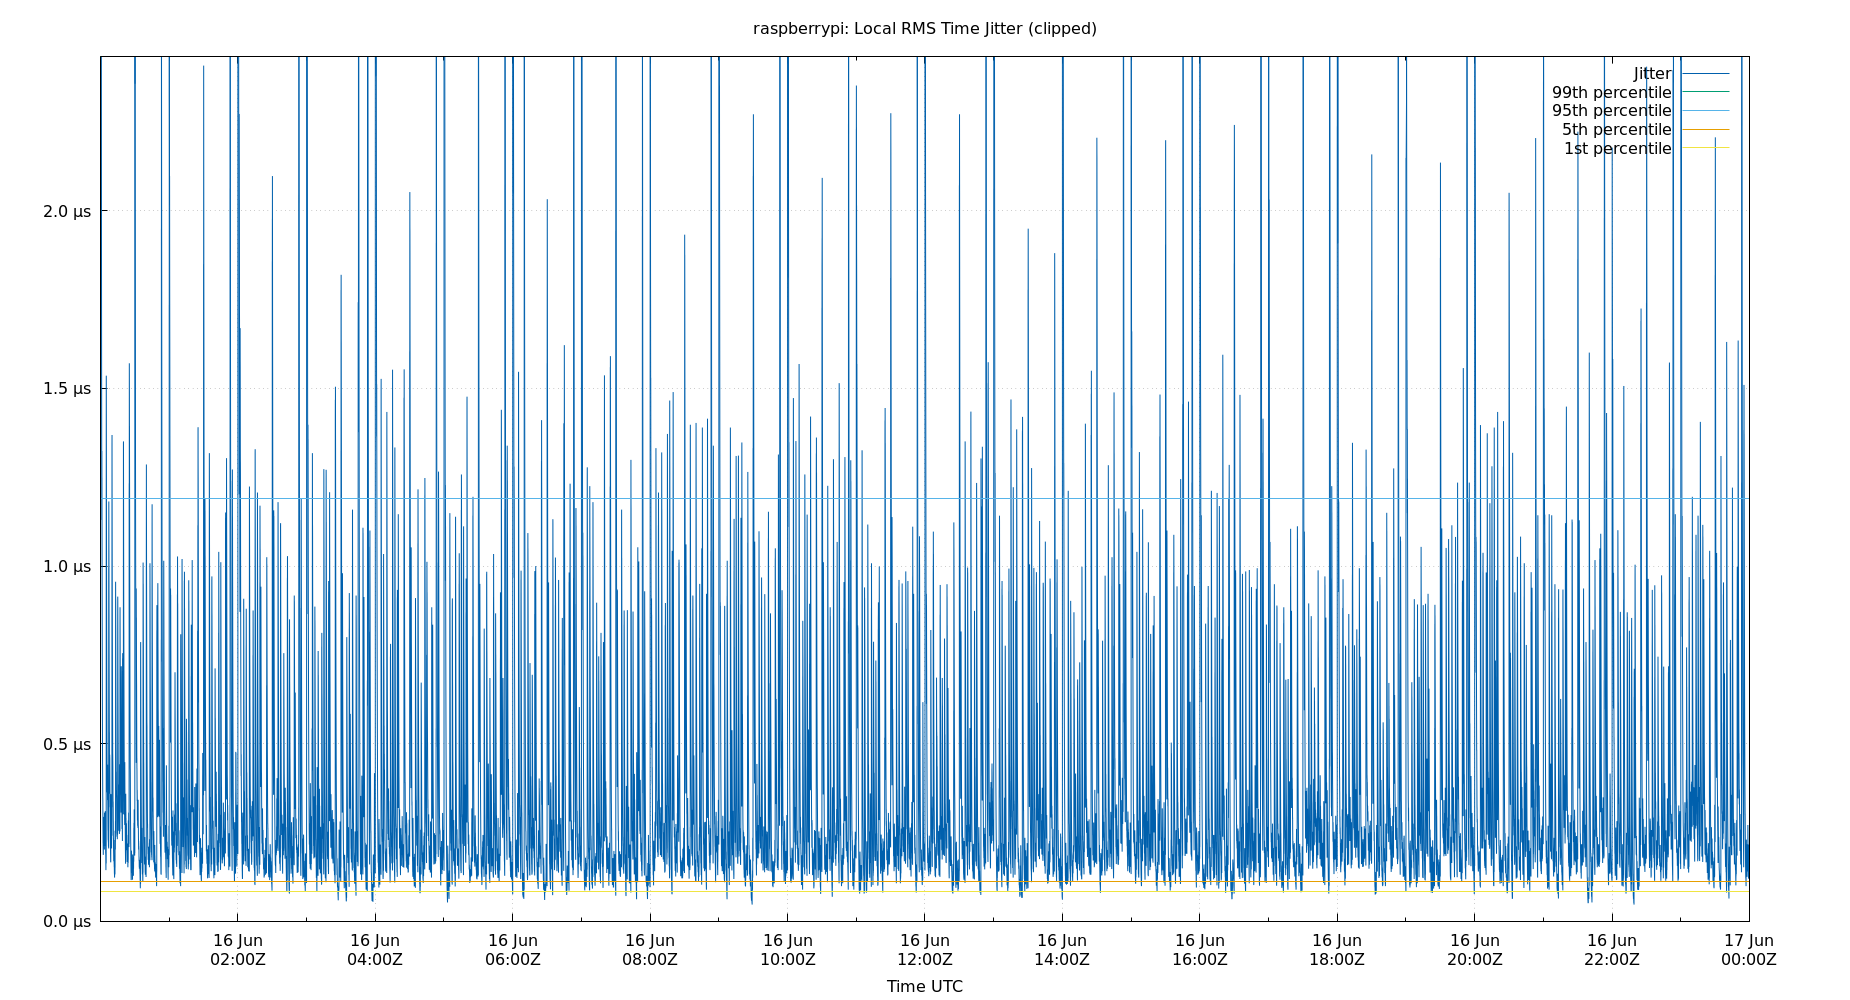 raspberrypi: Local RMS Time Jitter (clipped)
Jitter
99th percentile
95th percentile
5th percentile
1st percentile
2.0 µs
1.5 µs
1.0 µs
0.5 µs
0.0 µs
16 Jun 16 Jun 16 Jun 16 Jun 16 Jun 16 Jun 16 Jun 16 Jun 16 Jun 16 Jun 16 Jun 17 Jun
02:00Z 04:00Z 06:00Z 08:00Z 10:00Z 12:00Z 14:00Z 16:00Z 18:00Z 20:00Z 22:00Z 00:00Z
Time UTC